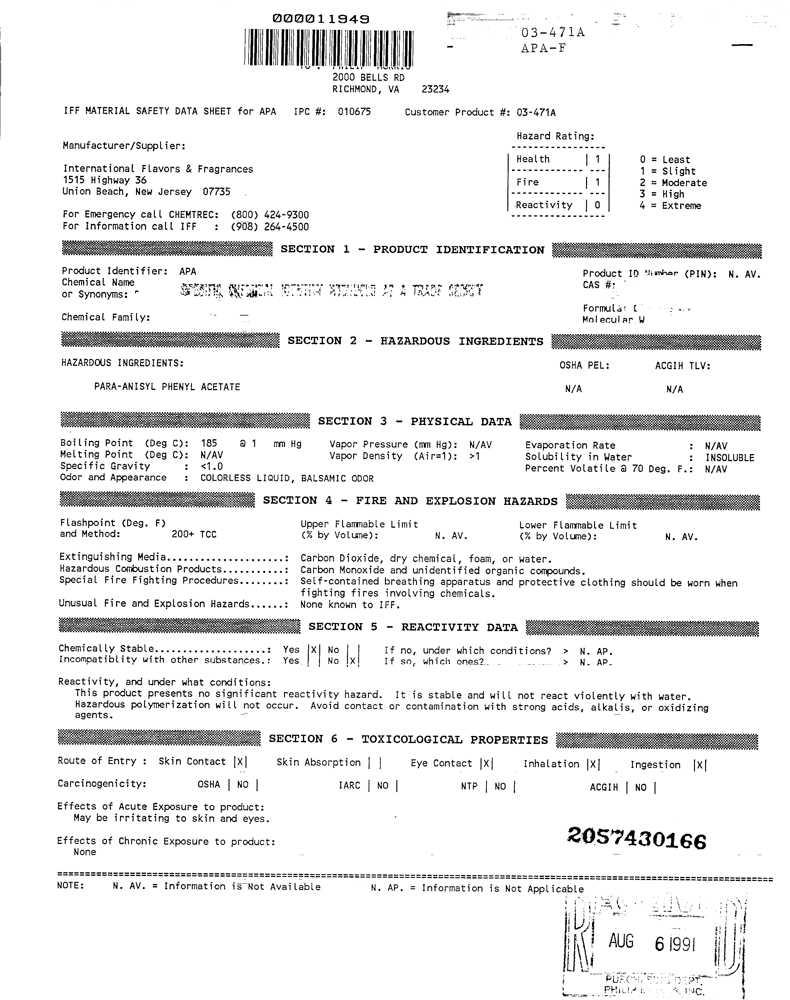 000011949
03-471A
APA-F
2000 BELLS RD
RICHMOND, VA 23234
IFF MATERIAL SAFETY DATA SHEET for APA IPC #: 010675 Customer Product #: 03-471A
Hazard Rating:
Manufacturer/Supplier:
Health | 1 | 0 = Least
International Flavors & Fragrances 1 = Slight
1515 Highway 36 Fire | 1 | 2 = Moderate
Union Beach, New Jersey 07735 3 = High
Reactivity | 0 | 4 = Extreme
For Emergency call CHEMTREC: (800) 424-9300
For Information call IFF : (908) 264-4500
SECTION 1 - PRODUCT IDENTIFICATION
Product Identifier: APA Product ID Number (PIN): N. AV.
Chemical Name CAS #:
or Synonyms: SPECIFIC CHEMICAL IDENTITY WITHHELD AS A TRADE SECRET
Chemical Family:
Molecular W
SECTION 2 - HAZARDOUS INGREDIENTS
HAZARDOUS INGREDIENTS: OSHA PEL: ACGIH TLV:
PARA-ANISYL PHENYL ACETATE N/A N/A
SECTION 3 - PHYSICAL DATA
Boiling Point (Deg C): 185 @ 1 mm Hg Vapor Pressure (mm Hg): N/AV Evaporation Rate : N/AV
Melting Point (Deg C): N/AV Vapor Density (Air=1): >1 Solubility in Water : INSOLUBLE
Specific Gravity : <1.0 Percent Volatile @ 70 Deg. F.: N/AV
Odor and Appearance : COLORLESS LIQUID, BALSAMIC ODOR
SECTION 4 - FIRE AND EXPLOSION HAZARDS
Flashpoint (Deg. F) Upper Flammable Limit Lower Flammable Limit
and Method: 200+ TCC (% by Volume): N. AV. (% by Volume): N. AV.
Extinguishing Media....................: Carbon Dioxide, dry chemical, foam, or water.
Hazardous Combustion Products..........: Carbon Monoxide and unidentified organic compounds.
Special Fire Fighting Procedures........: Self-contained breathing apparatus and protective clothing should be worn when
fighting fires involving chemicals.
Unusual Fire and Explosion Hazards......: None known to IFF.
SECTION 5 - REACTIVITY DATA
Chemically Stable...................: Yes |X| No | | If no, under which conditions? > N. AP.
Incompatiblity with other substances.: Yes | | No |X| If so, which ones?.............. > N. AP.
Reactivity, and under what conditions:
This product presents no significant reactivity hazard. It is stable and will not react violently with water.
Hazardous polymerization will not occur. Avoid contact or contamination with strong acids, alkalis, or oxidizing
agents.
SECTION 6 - TOXICOLOGICAL PROPERTIES
Route of Entry : Skin Contact |X| Skin Absorption | | Eye Contact |X| Inhalation |X| Ingestion |X|
Carcinogenicity: OSHA | NO | IARC | NO | NTP | NO | ACGIH | NO |
Effects of Acute Exposure to product:
May be irritating to skin and eyes.
Effects of Chronic Exposure to product:
None
2057430166
NOTE: N. AV. = Information is Not Available N. AP. = Information is Not Applicable
AUG 6 1991